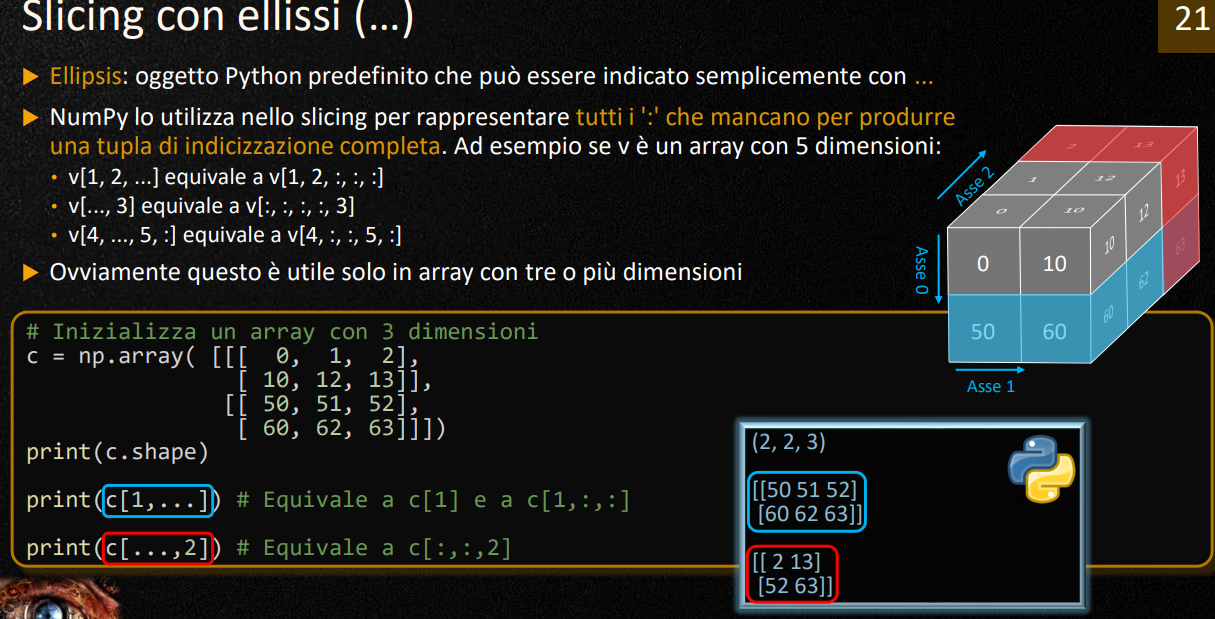 Slicing con ellissi (…)
21
Ellipsis: oggetto Python predefinito che può essere indicato semplicemente con …
NumPy lo utilizza nello slicing per rappresentare tutti i ':' che mancano per produrre
una tupla di indicizzazione completa. Ad esempio se v è un array con 5 dimensioni:
• v[1, 2, ...] equivale a v[1, 2, :, :, :]
• v[..., 3] equivale a v[:, :, :, :, 3]
• v[4, ..., 5, :] equivale a v[4, :, :, 5, :]
Ovviamente questo è utile solo in array con tre o più dimensioni
Asse 2
2 13
1 12
0 10
13
12
10
63
62
60
Asse 0
0 10
50 60
Asse 1
# Inizializza un array con 3 dimensioni
c = np.array( [[[  0,  1,  2],
[ 10, 12, 13]],
[[ 50, 51, 52],
[ 60, 62, 63]]])
print(c.shape)
print(c[1,...]) # Equivale a c[1] e a c[1,:,:]
print(c[...,2]) # Equivale a c[:,:,2]
(2, 2, 3)
[[50 51 52]
[60 62 63]]
[[ 2 13]
[52 63]]